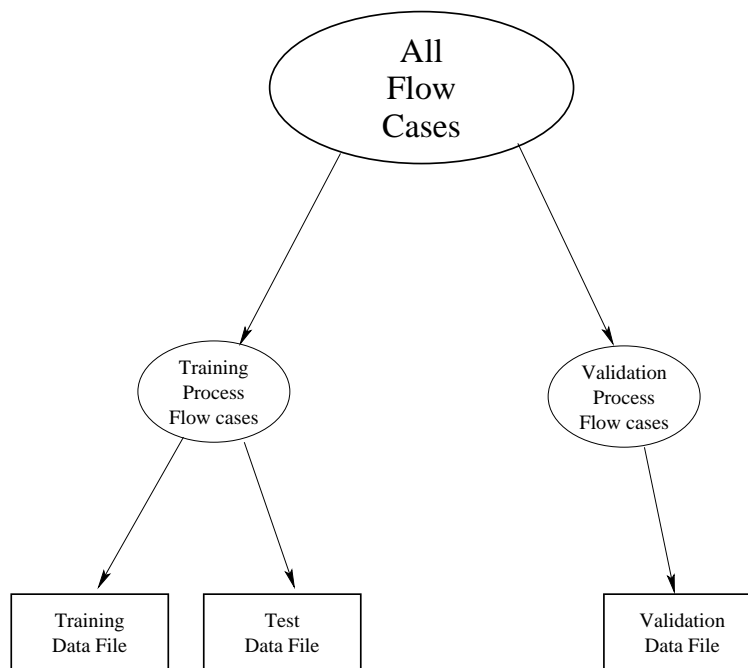 All
Flow
Cases
Training
Process
Flow cases
Validation
Process
Flow cases
Training
Data File
Test
Data File
Validation
Data File